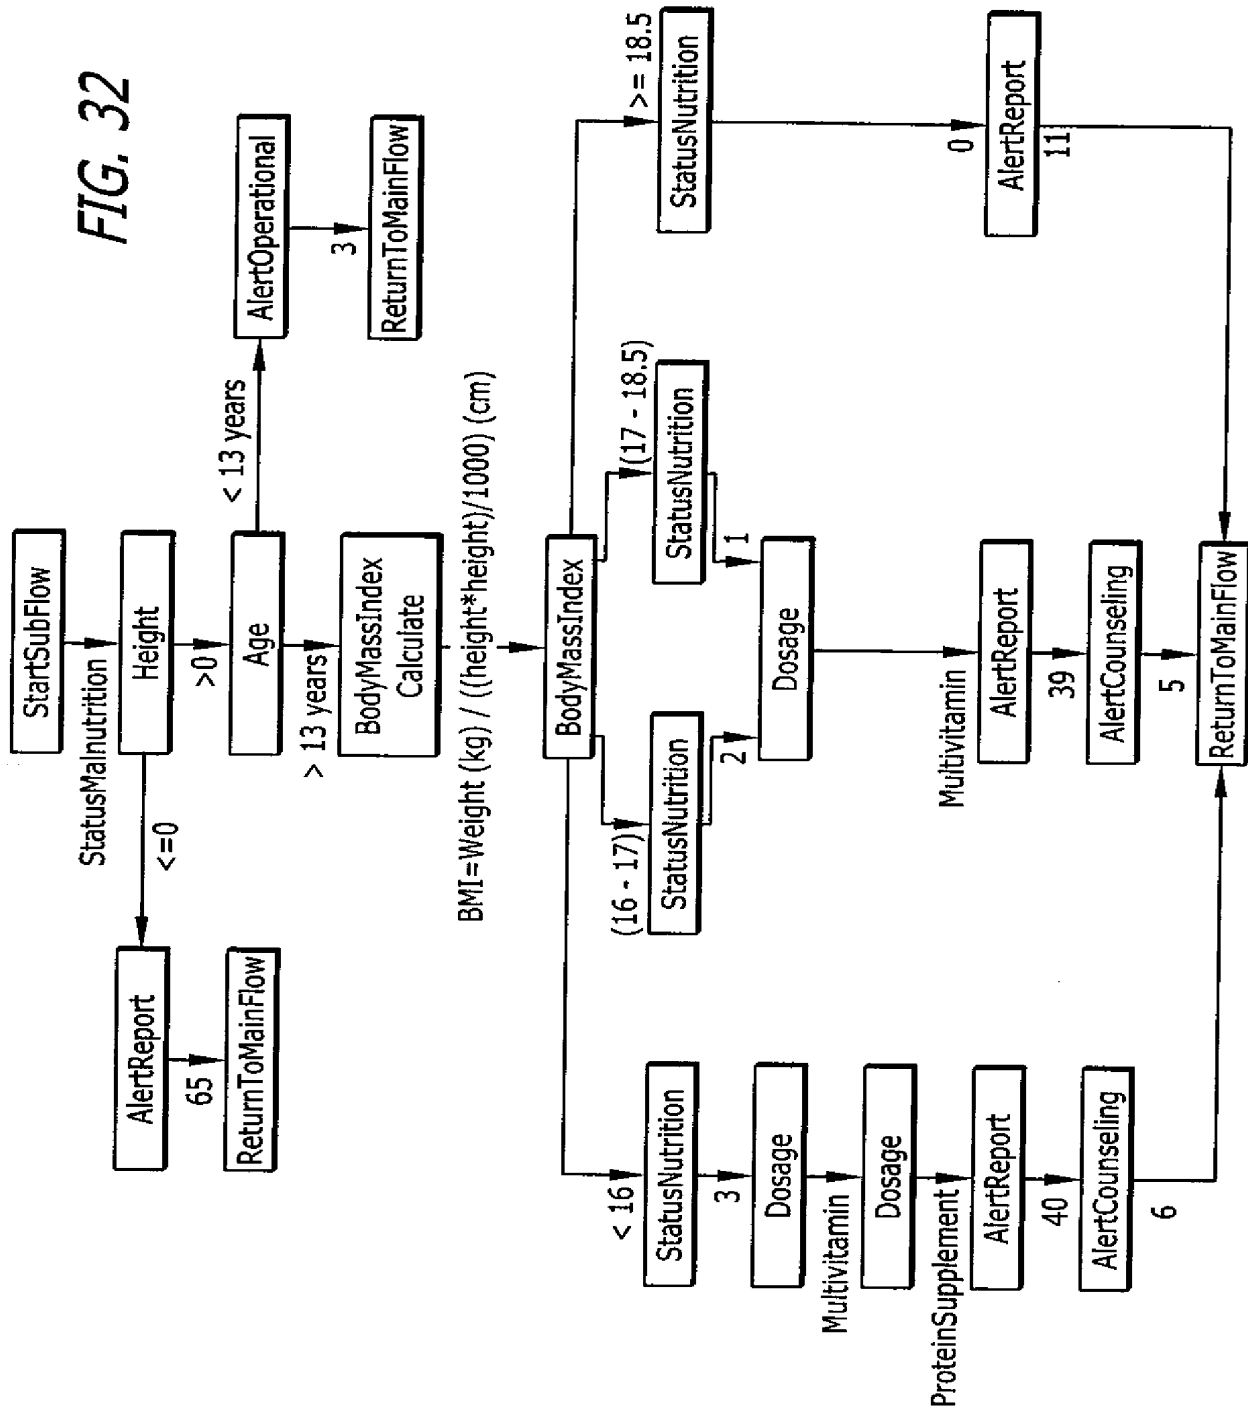 FIG. 32
StartSubFlow
StatusMalnutrition
Height
<=0
>0
AlertReport
65
ReturnToMainFlow
Age
< 13 years
AlertOperational
3
ReturnToMainFlow
> 13 years
BodyMassIndex
Calculate
BMI=Weight (kg) / ((height*height)/1000) (cm)
BodyMassIndex
< 16
(16 - 17)
(17 - 18.5)
>= 18.5
StatusNutrition
StatusNutrition
StatusNutrition
StatusNutrition
3
2
1
Dosage
Dosage
Multivitamin
Dosage
ProteinSupplement
Multivitamin
0
AlertReport
AlertReport
AlertReport
40
39
11
AlertCounseling
AlertCounseling
6
5
ReturnToMainFlow